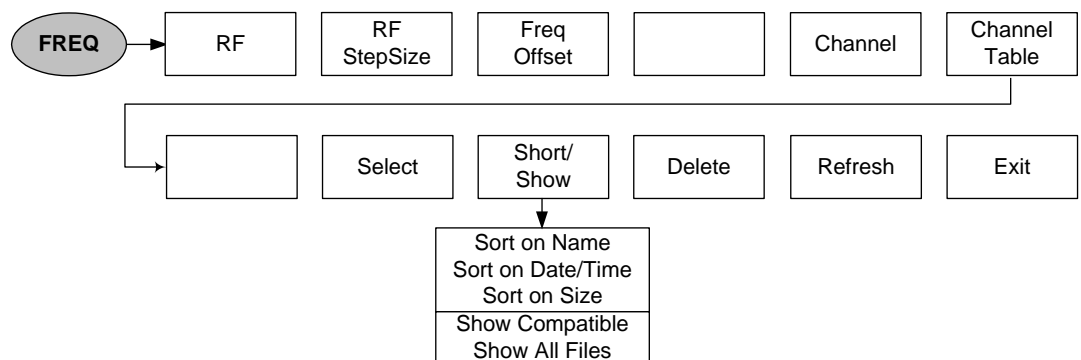 FREQ
RF
RF
StepSize
Freq
Offset
Channel
Channel
Table
Select
Short/
Show
Delete
Refresh
Exit
Sort on Name
Sort on Date/Time
Sort on Size
Show Compatible
Show All Files